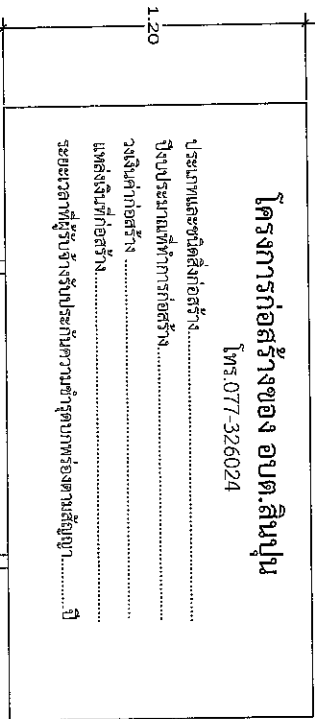 โครงการก่อสร้างของ อบต.สินปุน
โทร.077-326024
ประเภทและชนิดสิ่งก่อสร้าง..............................
ปีงบประมาณที่ทำการก่อสร้าง..............................
วงเงินค่าก่อสร้าง..............................
แหล่งเงินที่ก่อสร้าง..............................
ระยะเวลาที่ผู้รับจ้างรับประกันความชำรุดบกพร่องตามสัญญา..........ปี
1.20